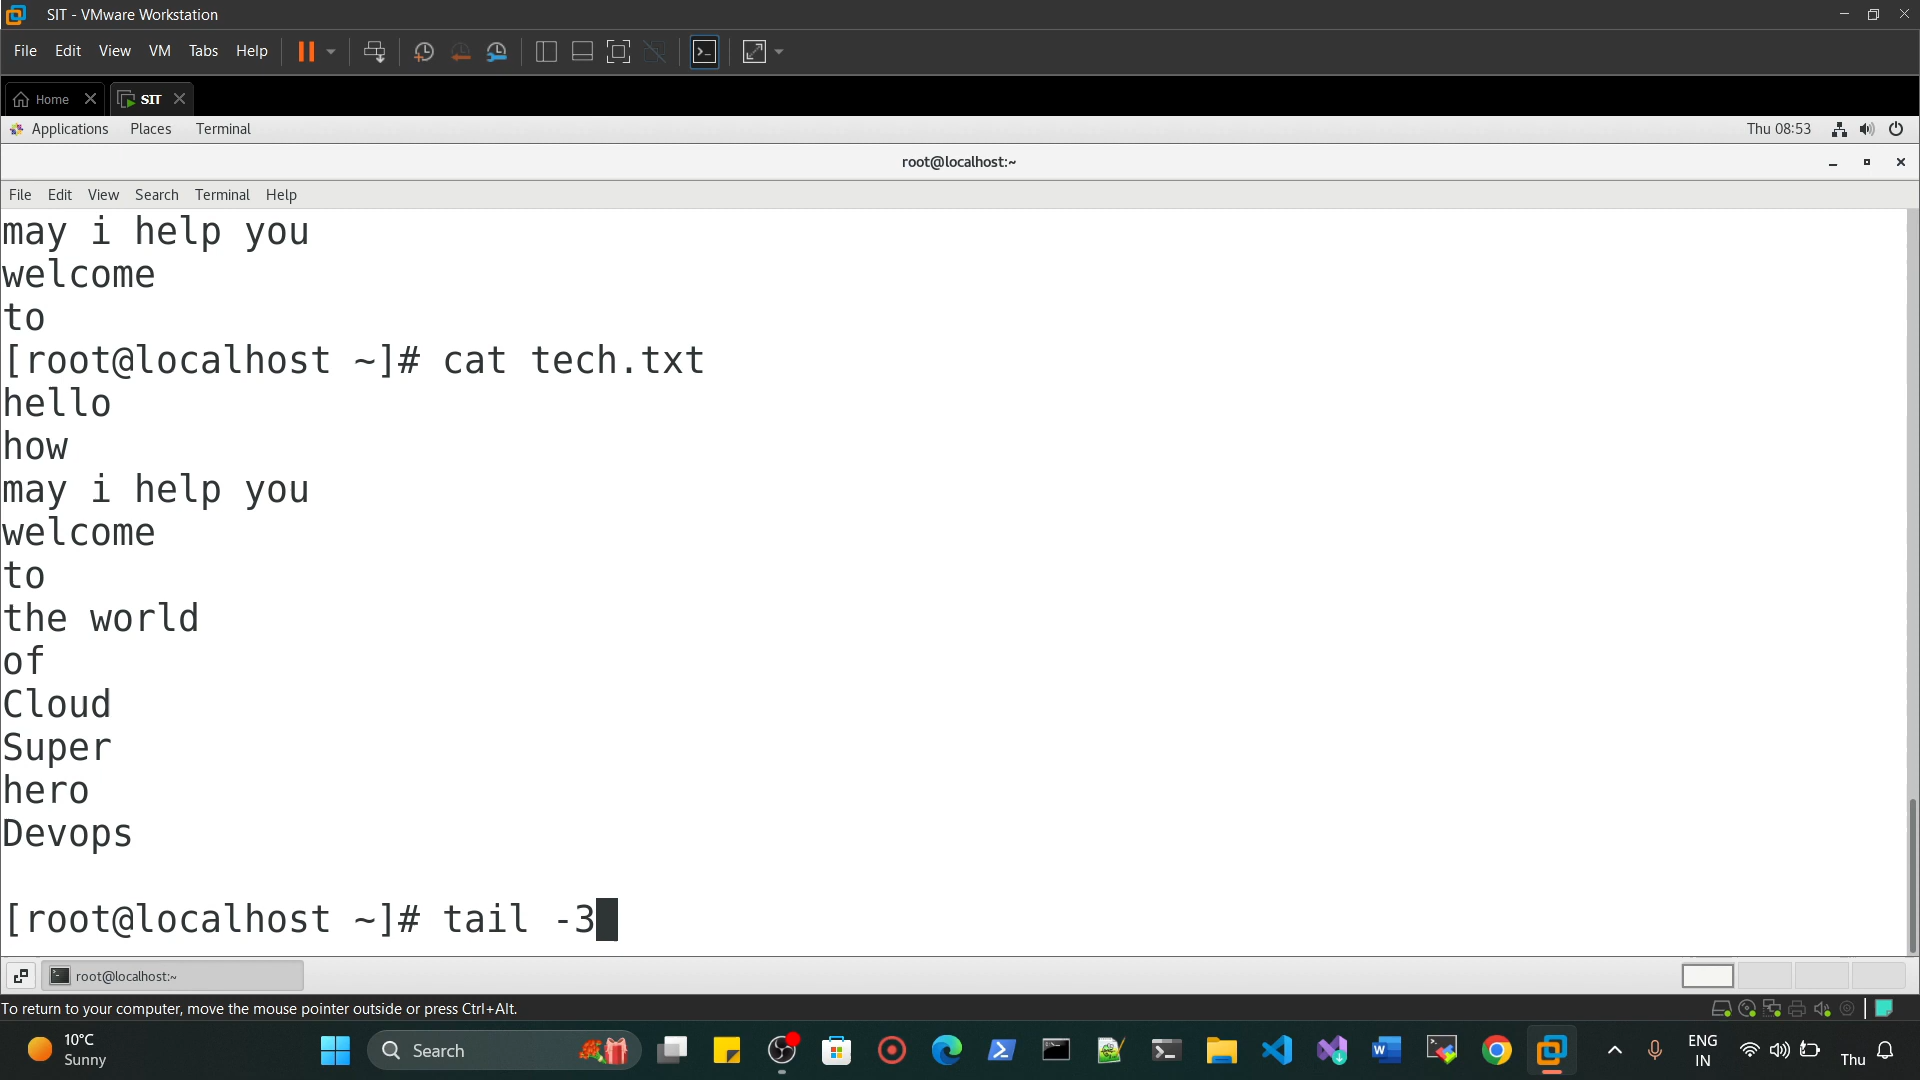 SIT - VMware Workstation
File Edit View VM Tabs Help
Home SIT
Applications Places Terminal Thu 08:53
root@localhost:~
File Edit View Search Terminal Help
may i help you
welcome
to
[root@localhost ~]# cat tech.txt
hello
how
may i help you
welcome
to
the world
of
Cloud
Super
hero
Devops
[root@localhost ~]# tail -3
root@localhost:~
To return to your computer, move the mouse pointer outside or press Ctrl+Alt.
10°C
Sunny
Search
ENG
IN
Thu